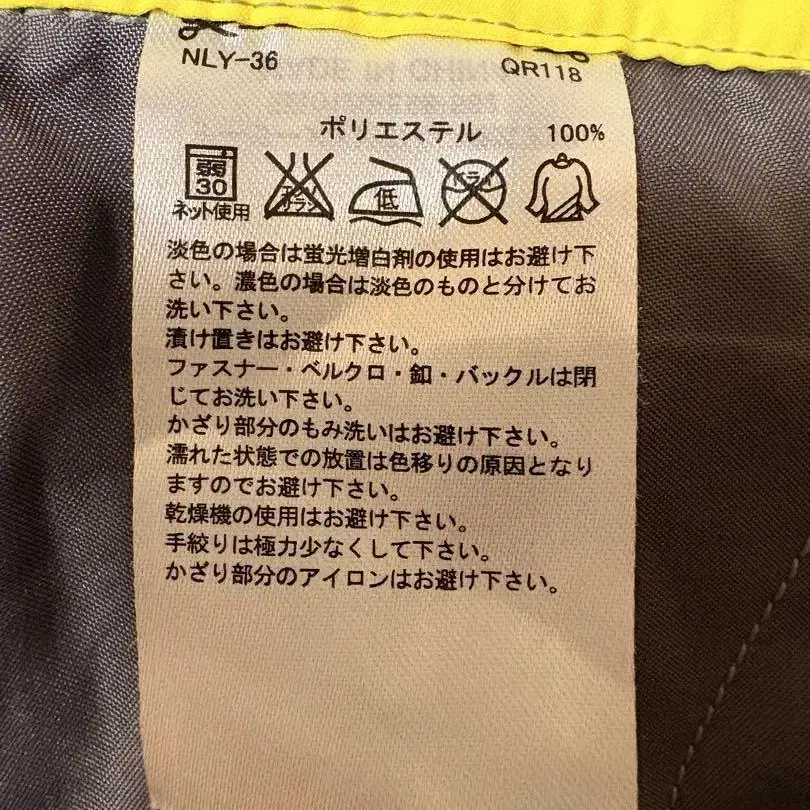 NLY-36 QR118
ポリエステル 100%
弱
30
ネット使用
低
ドライ
淡色の場合は蛍光増白剤の使用はお避け下
さい。濃色の場合は淡色のものと分けてお
洗い下さい。
漬け置きはお避け下さい。
ファスナー・ベルクロ・釦・バックルは閉
じてお洗い下さい。
かざり部分のもみ洗いはお避け下さい。
濡れた状態での放置は色移りの原因となり
ますのでお避け下さい。
乾燥機の使用はお避け下さい。
手絞りは極力少なくして下さい。
かざり部分のアイロンはお避け下さい。